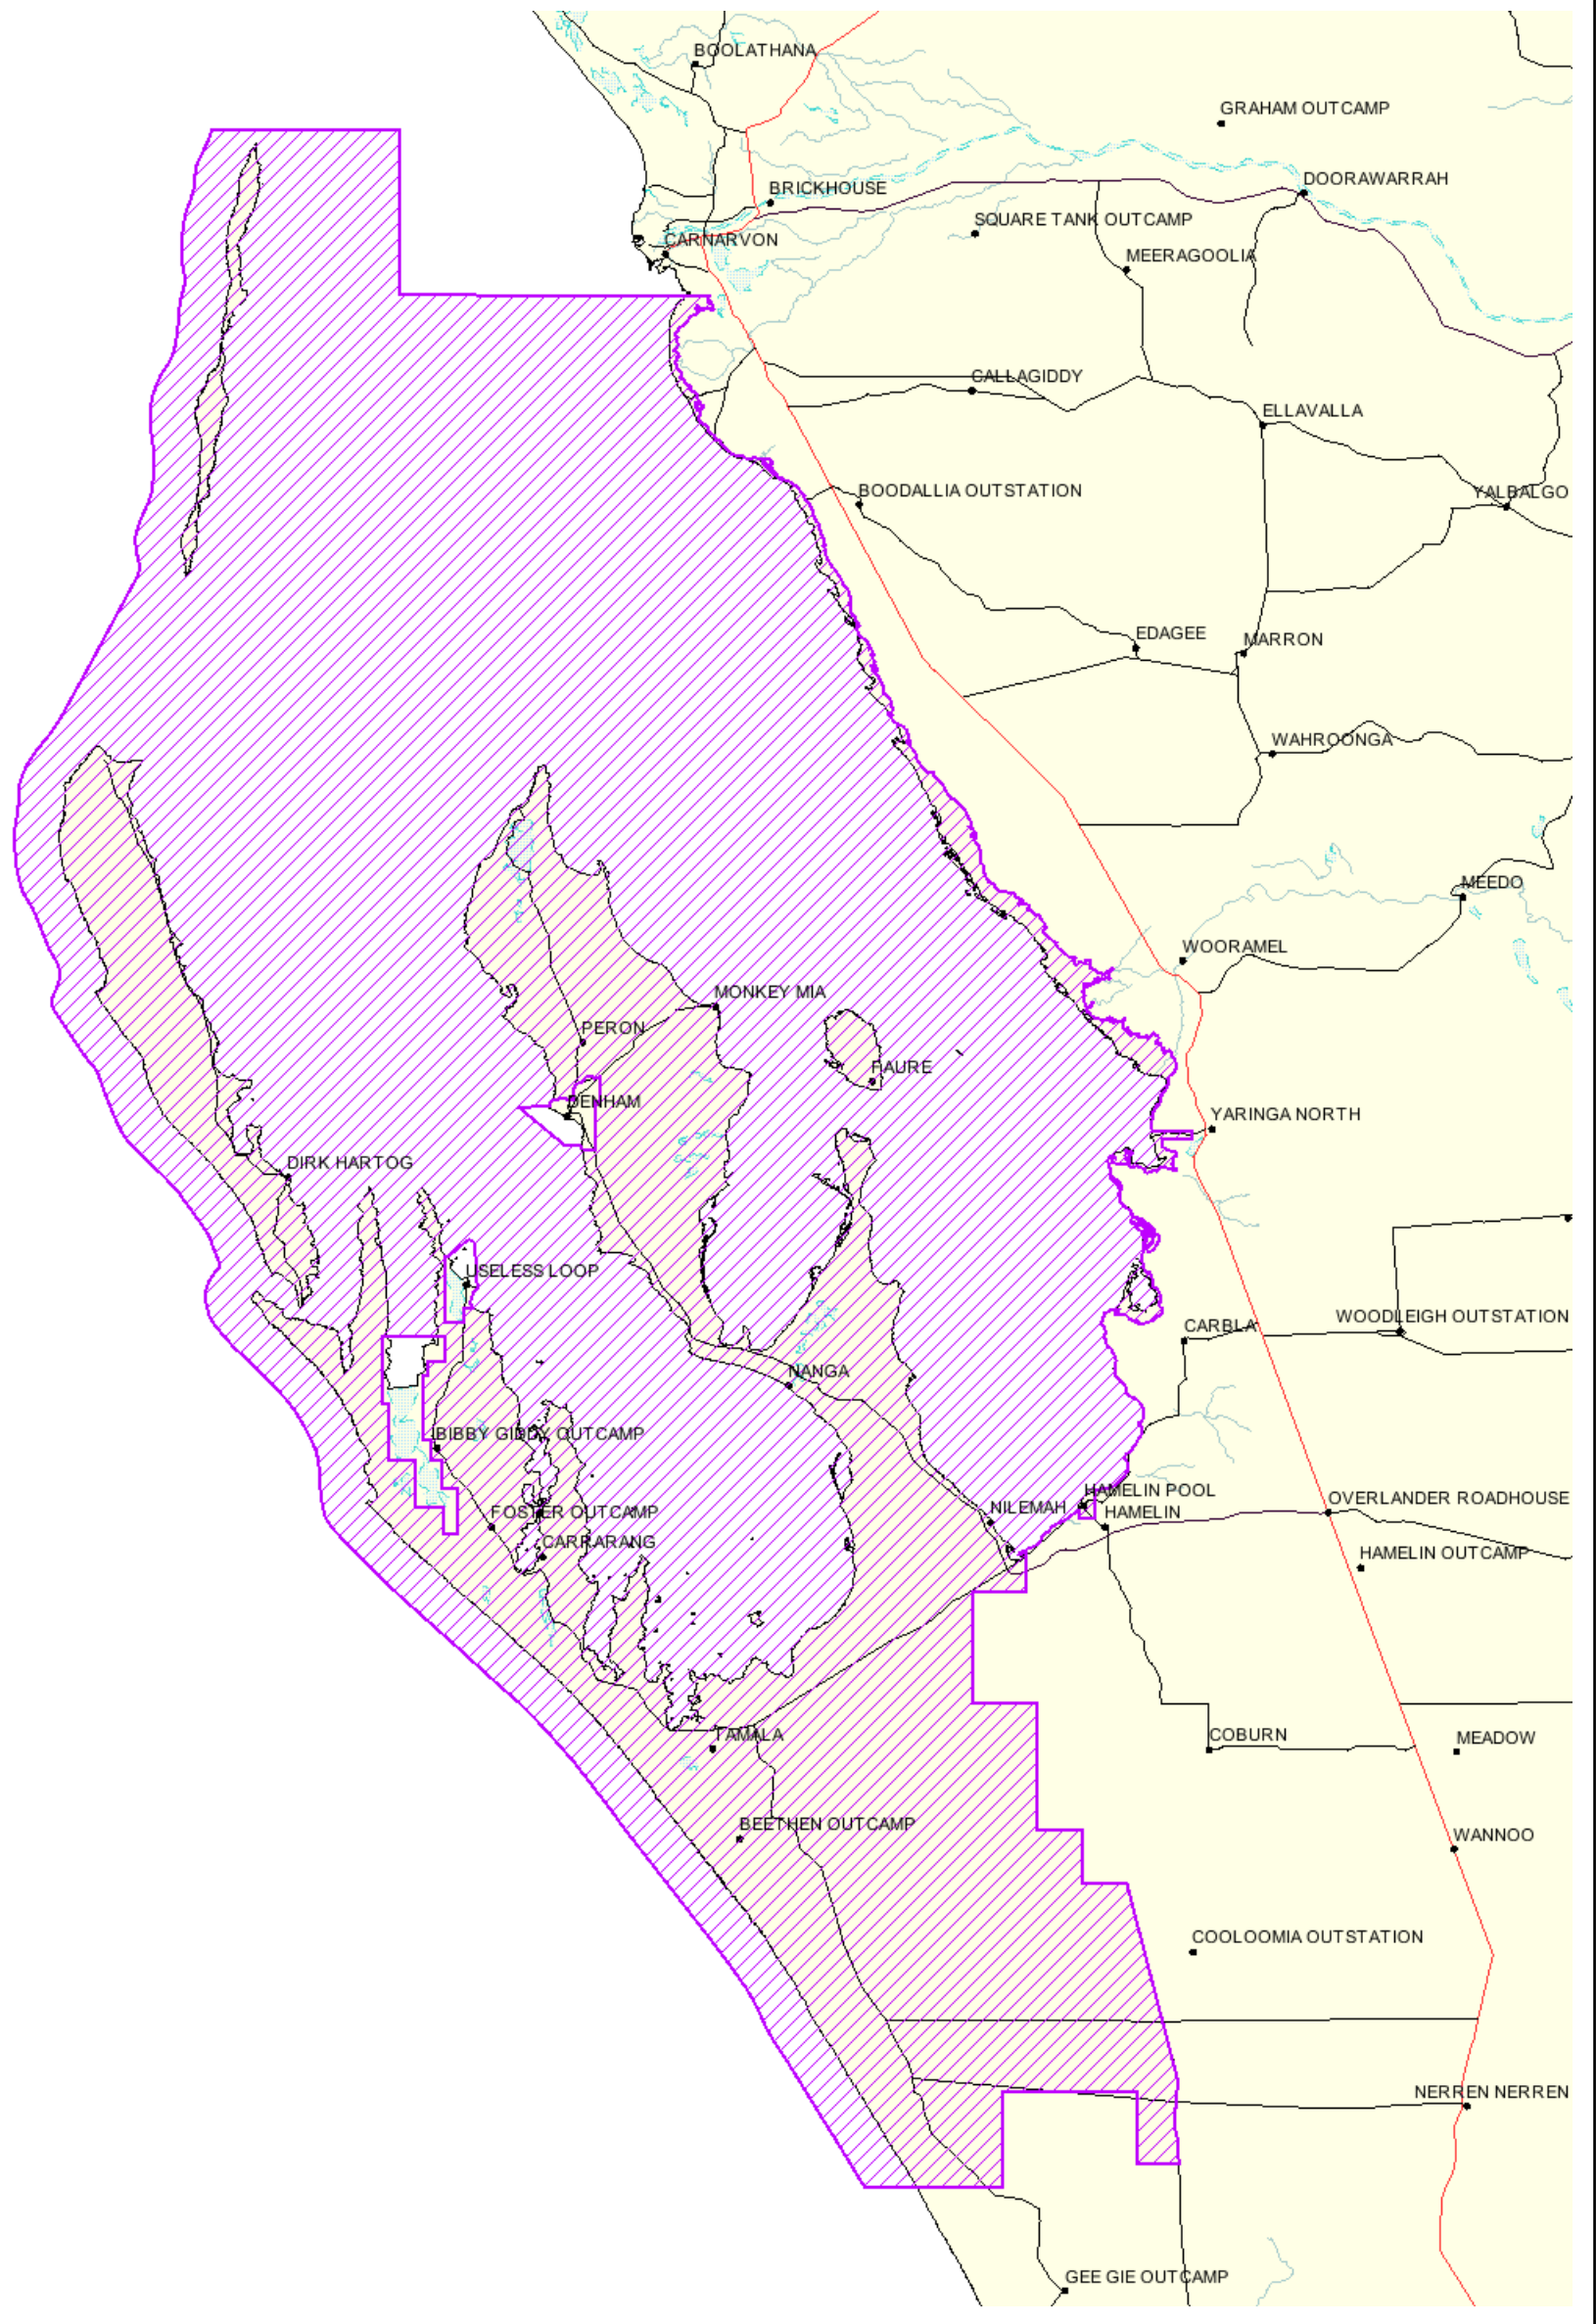 BOOLATHANA
GRAHAM OUTCAMP
BRICKHOUSE
DOORAWARRAH
SQUARE TANK OUTCAMP
CARNARVON
MEERAGOOLIA
CALLAGIDDY
ELLAVALLA
BOODALLIA OUTSTATION
YALBALGO
EDAGEE
MARRON
WAHROONGA
MEEDO
WOORAMEL
MONKEY MIA
PERON
FAURE
DENHAM
YARINGA NORTH
DIRK HARTOG
USELESS LOOP
WOODLEIGH OUTSTATION
CARBLA
NANGA
BIBBY GIDDY OUTCAMP
HAMELIN POOL
OVERLANDER ROADHOUSE
NILEMAH
HAMELIN
FOSTER OUTCAMP
CARRARANG
HAMELIN OUTCAMP
TAMALA
COBURN
MEADOW
BEETHEN OUTCAMP
WANNOO
COOLOOMIA OUTSTATION
NERREN NERREN
GEE GIE OUTCAMP